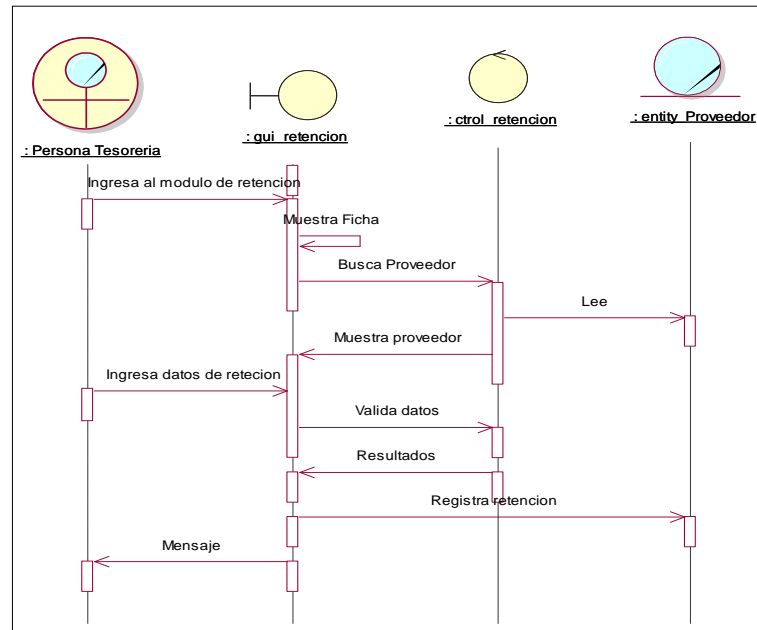 : Persona Tesoreria
: gui_retencion
: ctrol_retencion
: entity_Proveedor
Ingresa al modulo de retencion
Muestra Ficha
Busca Proveedor
Lee
Muestra proveedor
Ingresa datos de retecion
Valida datos
Resultados
Registra retencion
Mensaje